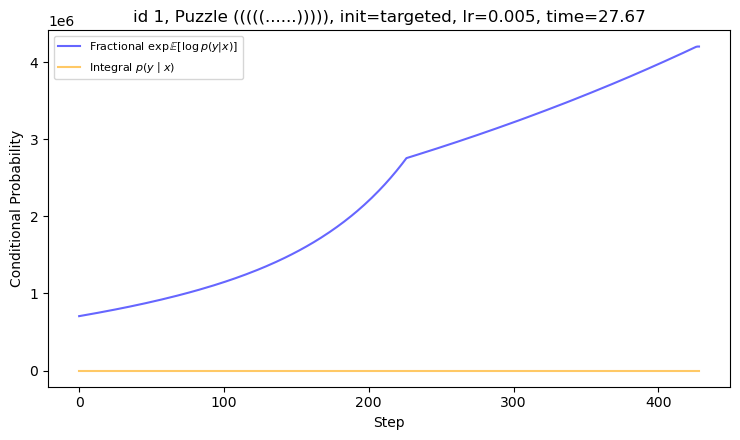 id 1, Puzzle (((((......))))), init=targeted, lr=0.005, time=27.67
1e6
Fractional exp𝔼[log p(y|x)]
Integral p(y | x)
4
3
2
1
0
Conditional Probability
0 100 200 300 400
Step